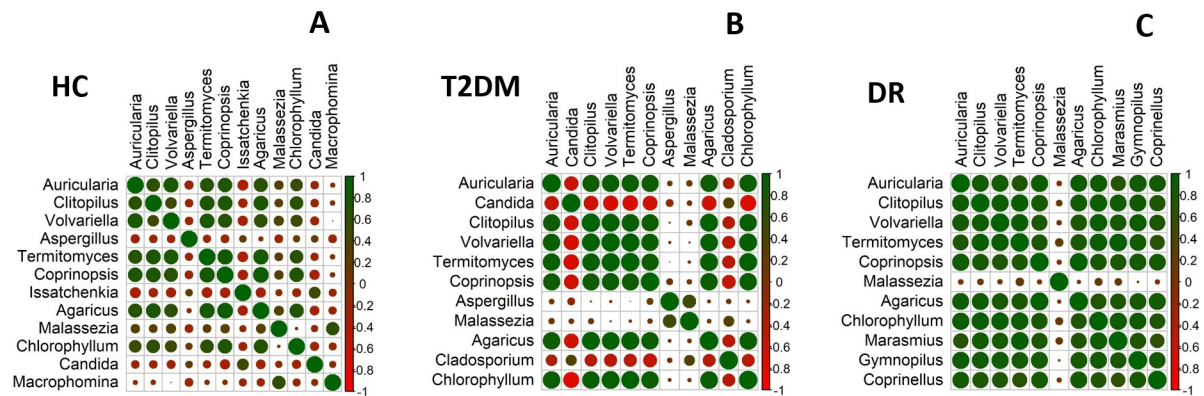 A
HC
Auricularia
Clitopilus
Volvariella
Aspergillus
Termitomyces
Coprinopsis
Issatchenkia
Agaricus
Malassezia
Chlorophyllum
Candida
Macrophomina
Auricularia
Clitopilus
Volvariella
Aspergillus
Termitomyces
Coprinopsis
Issatchenkia
Agaricus
Malassezia
Chlorophyllum
Candida
Macrophomina
1
0.8
0.6
0.4
0.2
0
-0.2
-0.4
-0.6
-0.8
-1
B
T2DM
Auricularia
Candida
Clitopilus
Volvariella
Termitomyces
Coprinopsis
Aspergillus
Malassezia
Agaricus
Cladosporium
Chlorophyllum
Auricularia
Candida
Clitopilus
Volvariella
Termitomyces
Coprinopsis
Aspergillus
Malassezia
Agaricus
Cladosporium
Chlorophyllum
1
0.8
0.6
0.4
0.2
0
-0.2
-0.4
-0.6
-0.8
-1
C
DR
Auricularia
Clitopilus
Volvariella
Termitomyces
Coprinopsis
Malassezia
Agaricus
Chlorophyllum
Marasmius
Gymnopilus
Coprinellus
Auricularia
Clitopilus
Volvariella
Termitomyces
Coprinopsis
Malassezia
Agaricus
Chlorophyllum
Marasmius
Gymnopilus
Coprinellus
1
0.8
0.6
0.4
0.2
0
-0.2
-0.4
-0.6
-0.8
-1